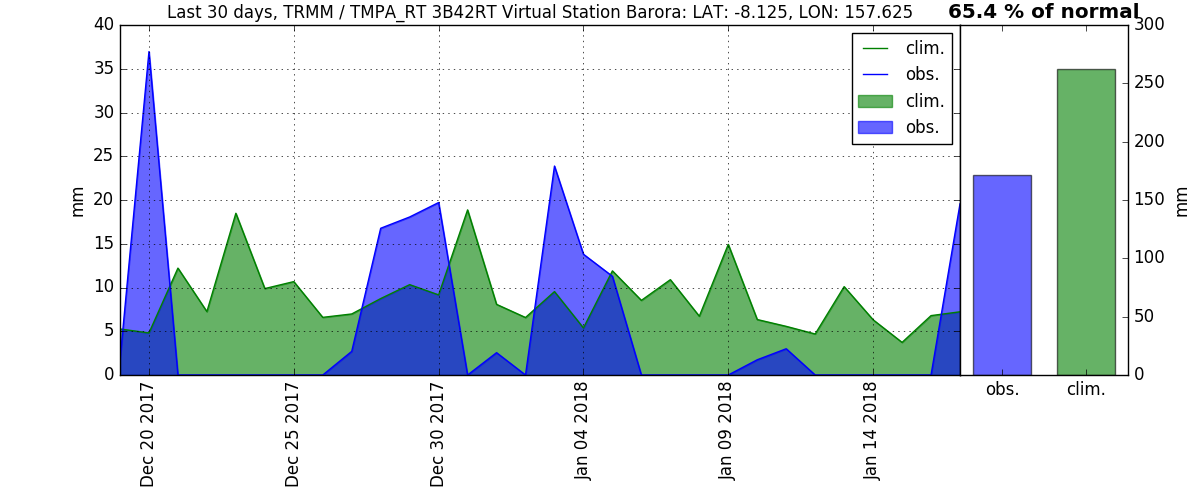 Last 30 days, TRMM / TMPA_RT 3B42RT Virtual Station Barora: LAT: -8.125, LON: 157.625
65.4 % of normal
40
35
30
25
20
15
10
5
0
mm
clim.
obs.
clim.
obs.
Dec 20 2017
Dec 25 2017
Dec 30 2017
Jan 04 2018
Jan 09 2018
Jan 14 2018
300
250
200
150
100
50
0
mm
obs.
clim.